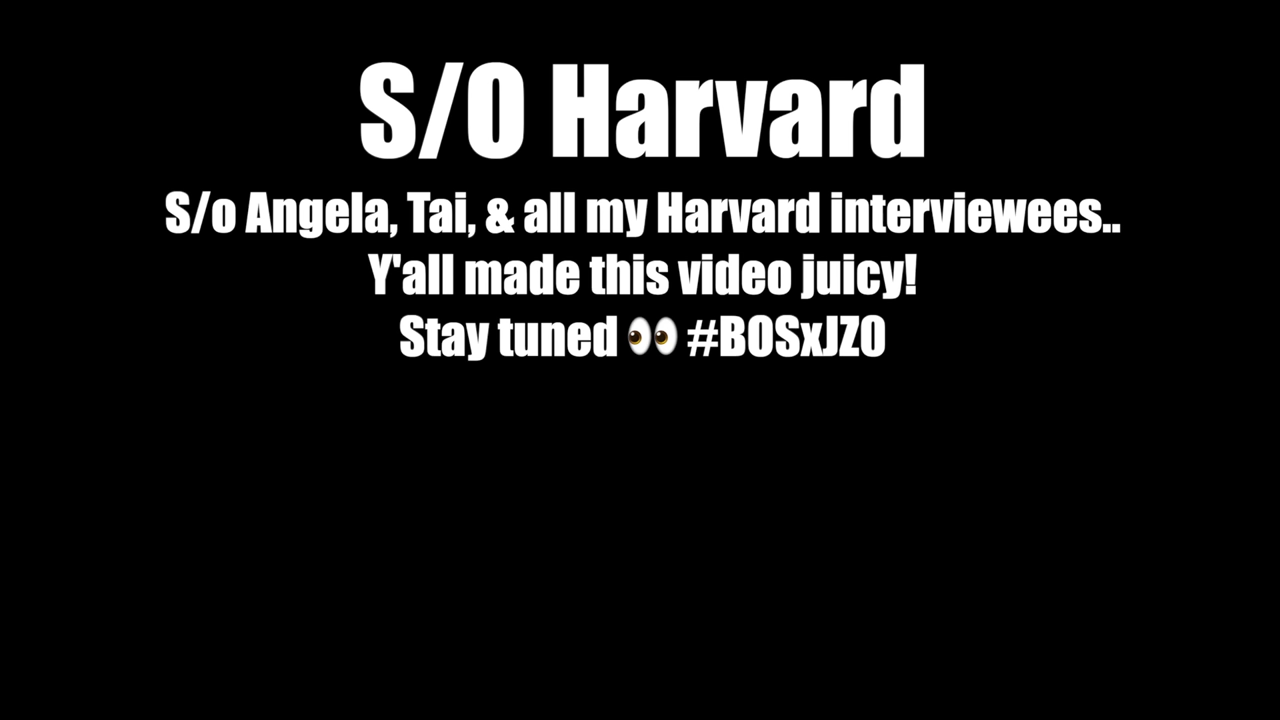 S/O Harvard
S/o Angela, Tai, & all my Harvard interviewees..
Y'all made this video juicy!
Stay tuned 👀 #BOSxJZO